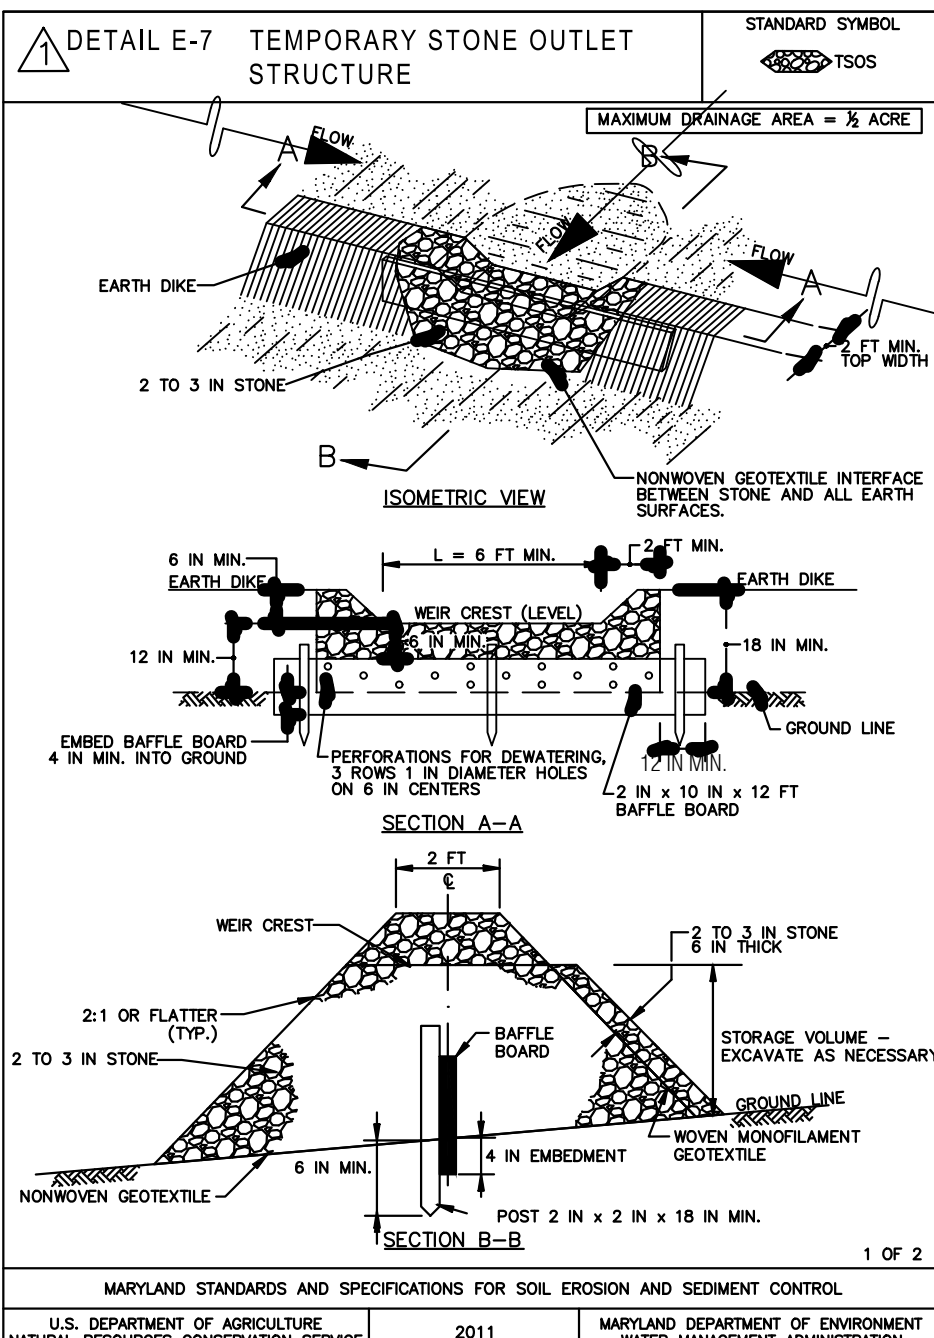 1
DETAIL E-7 TEMPORARY STONE OUTLET
STRUCTURE
STANDARD SYMBOL
TSOS
MAXIMUM DRAINAGE AREA = ½ ACRE
FLOW
A
B
FLOW
FLOW
A
EARTH DIKE
2 FT MIN.
TOP WIDTH
2 TO 3 IN STONE
B
NONWOVEN GEOTEXTILE INTERFACE
BETWEEN STONE AND ALL EARTH
SURFACES.
ISOMETRIC VIEW
6 IN MIN.
L = 6 FT MIN.
2 FT MIN.
EARTH DIKE
EARTH DIKE
WEIR CREST (LEVEL)
6 IN MIN.
12 IN MIN.
18 IN MIN.
GROUND LINE
EMBED BAFFLE BOARD
4 IN MIN. INTO GROUND
PERFORATIONS FOR DEWATERING,
3 ROWS 1 IN DIAMETER HOLES
ON 6 IN CENTERS
12 IN MIN.
2 IN x 10 IN x 12 FT
BAFFLE BOARD
SECTION A-A
2 FT
℄
WEIR CREST
2 TO 3 IN STONE
6 IN THICK
2:1 OR FLATTER
(TYP.)
2 TO 3 IN STONE
BAFFLE
BOARD
STORAGE VOLUME -
EXCAVATE AS NECESSARY
GROUND LINE
WOVEN MONOFILAMENT
GEOTEXTILE
6 IN MIN.
4 IN EMBEDMENT
NONWOVEN GEOTEXTILE
POST 2 IN x 2 IN x 18 IN MIN.
SECTION B-B
1 OF 2
MARYLAND STANDARDS AND SPECIFICATIONS FOR SOIL EROSION AND SEDIMENT CONTROL
U.S. DEPARTMENT OF AGRICULTURE
NATURAL RESOURCES CONSERVATION SERVICE
2011
MARYLAND DEPARTMENT OF ENVIRONMENT
WATER MANAGEMENT ADMINISTRATION